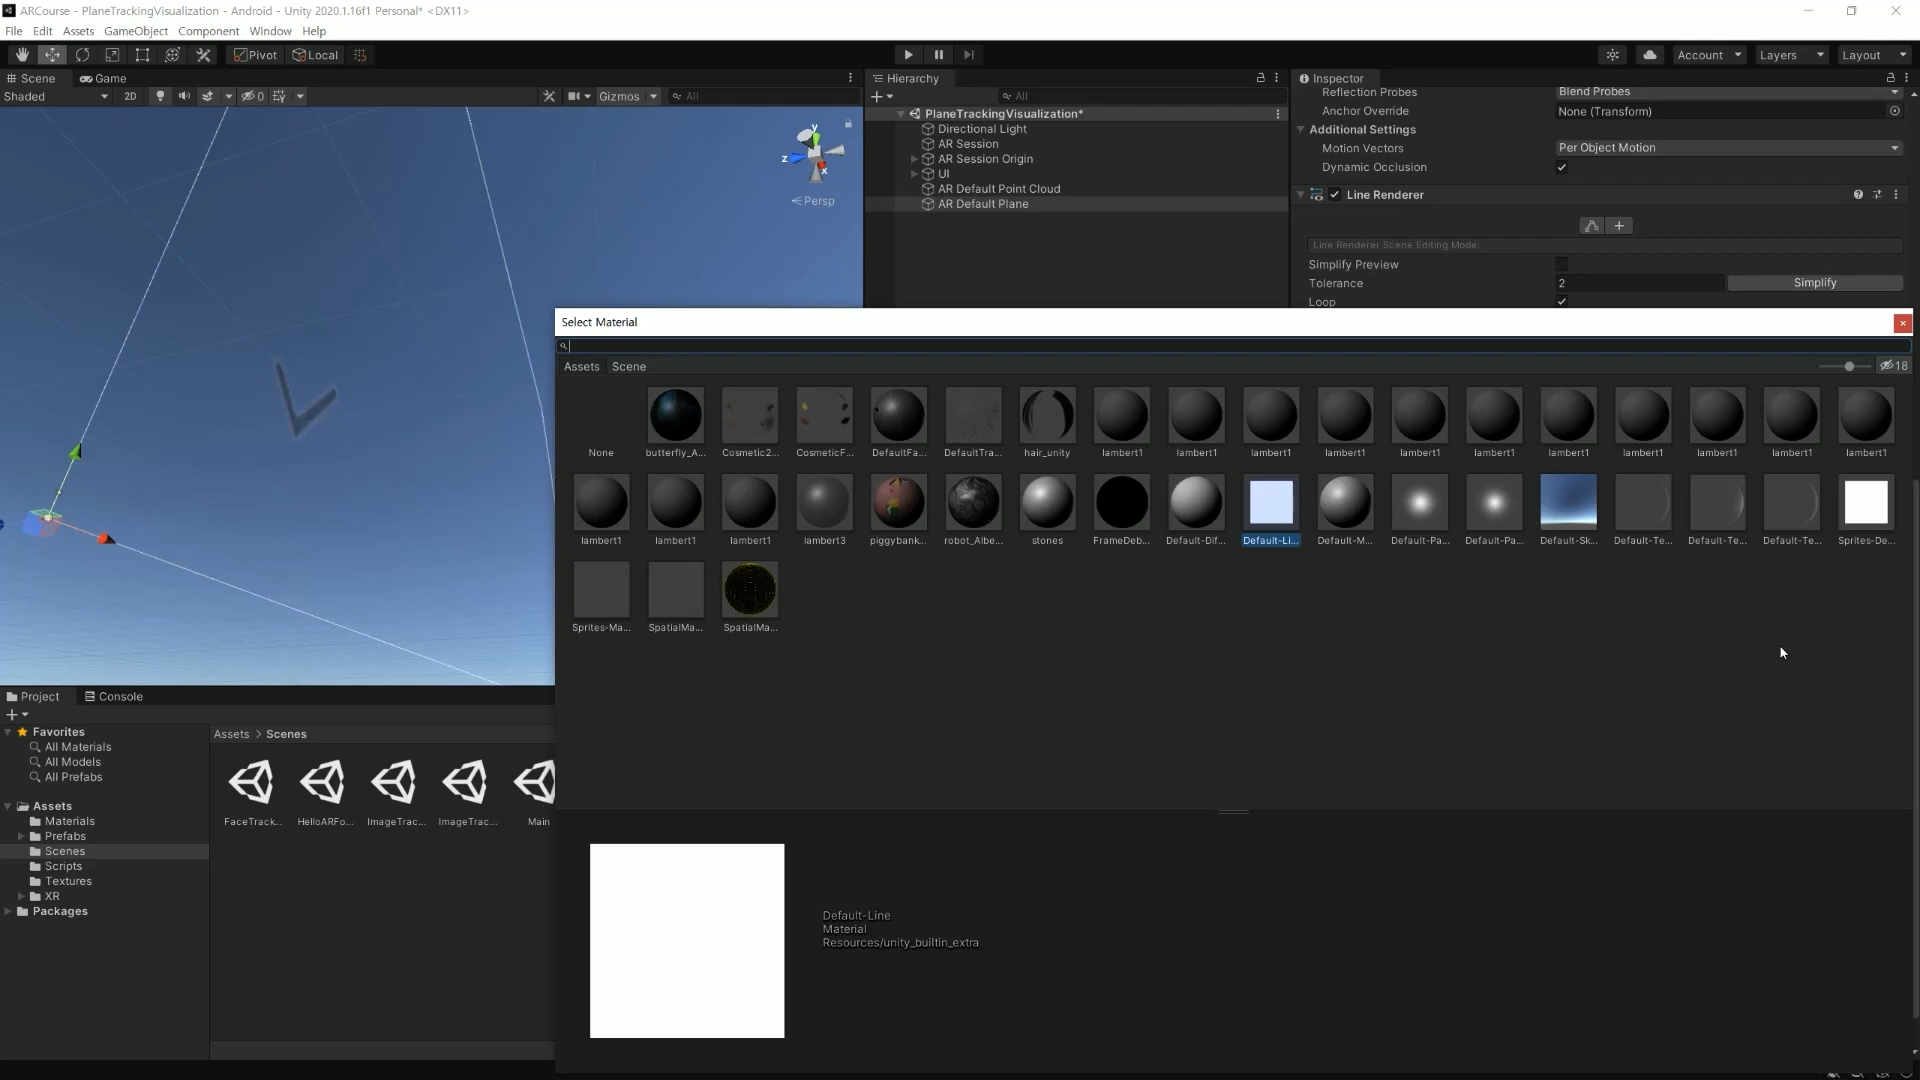 ARCourse - PlaneTrackingVisualization - Android - Unity 2020.1.16f1 Personal* <DX11>
File Edit Assets GameObject Component Window Help
Pivot Local Account Layers Layout
Scene Game
Shaded 2D 0 Gizmos All
y
z
x
Persp
Hierarchy
All
PlaneTrackingVisualization*
Directional Light
AR Session
AR Session Origin
UI
AR Default Point Cloud
AR Default Plane
Inspector
Reflection Probes Blend Probes
Anchor Override None (Transform)
Additional Settings
Motion Vectors Per Object Motion
Dynamic Occlusion
Line Renderer
Line Renderer Scene Editing Mode:
Simplify Preview
Tolerance 2 Simplify
Loop
Select Material
Assets Scene 18
None butterfly_A... Cosmetic2... CosmeticF... DefaultFa... DefaultTra... hair_unity lambert1 lambert1 lambert1 lambert1 lambert1 lambert1 lambert1 lambert1 lambert1 lambert1 lambert1
lambert1 lambert1 lambert1 lambert3 piggybank... robot_Albe... stones FrameDeb... Default-Dif... Default-Li... Default-M... Default-Pa... Default-Pa... Default-Sk... Default-Te... Default-Te... Default-Te... Sprites-De...
Sprites-Ma... SpatialMa... SpatialMa...
Default-Line
Material
Resources/unity_builtin_extra
Project Console
Favorites
All Materials
All Models
All Prefabs
Assets
Materials
Prefabs
Scenes
Scripts
Textures
XR
Packages
Assets > Scenes
FaceTrack... HelloARFo... ImageTrac... ImageTrac... Main